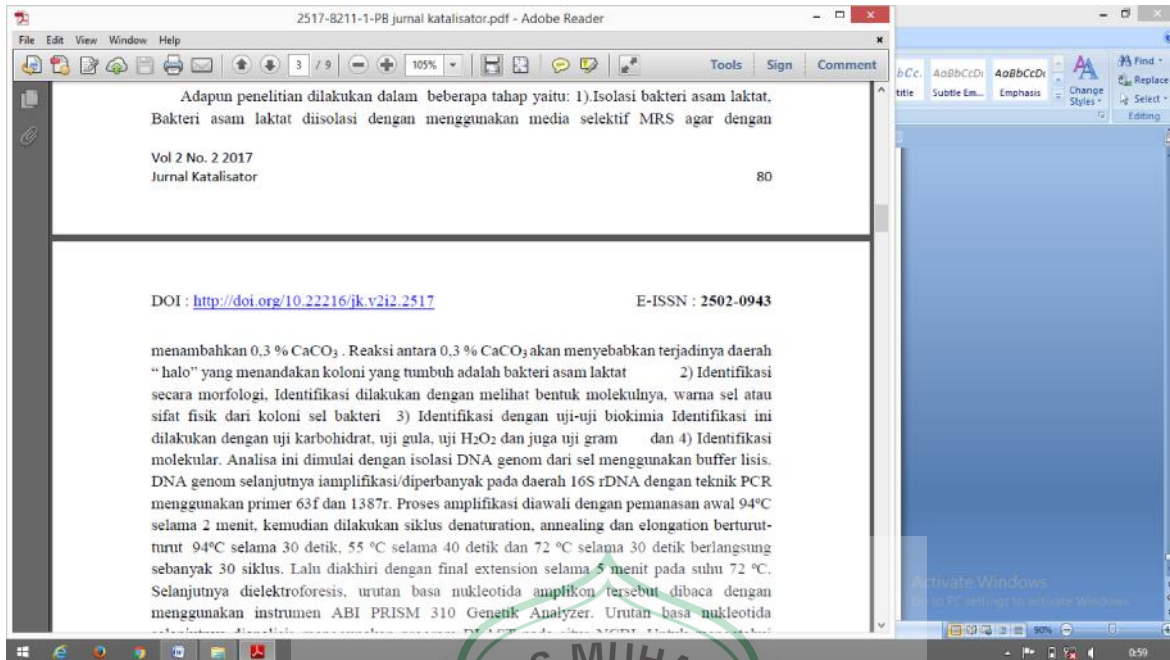 2517-8211-1-PB jurnal katalisator.pdf - Adobe Reader
File Edit View Window Help
3 / 9 105% Tools Sign Comment
Find
Replace
Select
title Subtle Em... Emphasis Change Styles
Editing
Adapun penelitian dilakukan dalam beberapa tahap yaitu: 1).Isolasi bakteri asam laktat,
Bakteri asam laktat diisolasi dengan menggunakan media selektif MRS agar dengan
Vol 2 No. 2 2017
Jurnal Katalisator 80
DOI : http://doi.org/10.22216/jk.v2i2.2517 E-ISSN : 2502-0943
menambahkan 0,3 % CaCO₃ . Reaksi antara 0,3 % CaCO₃ akan menyebabkan terjadinya daerah
“ halo” yang menandakan koloni yang tumbuh adalah bakteri asam laktat 2) Identifikasi
secara morfologi, Identifikasi dilakukan dengan melihat bentuk molekulnya, warna sel atau
sifat fisik dari koloni sel bakteri 3) Identifikasi dengan uji-uji biokimia Identifikasi ini
dilakukan dengan uji karbohidrat, uji gula, uji H₂O₂ dan juga uji gram dan 4) Identifikasi
molekular. Analisa ini dimulai dengan isolasi DNA genom dari sel menggunakan buffer lisis.
DNA genom selanjutnya iamplifikasi/diperbanyak pada daerah 16S rDNA dengan teknik PCR
menggunakan primer 63f dan 1387r. Proses amplifikasi diawali dengan pemanasan awal 94ºC
selama 2 menit, kemudian dilakukan siklus denaturation, annealing dan elongation berturut-
turut 94ºC selama 30 detik, 55 ºC selama 40 detik dan 72 ºC selama 30 detik berlangsung
sebanyak 30 siklus. Lalu diakhiri dengan final extension selama 5 menit pada suhu 72 ºC.
Selanjutnya dielektroforesis, urutan basa nukleotida amplikon tersebut dibaca dengan
menggunakan instrumen ABI PRISM 310 Genetik Analyzer. Urutan basa nukleotida
Activate Windows
Go to PC settings to activate Windows.
90%
MUHA
0:59